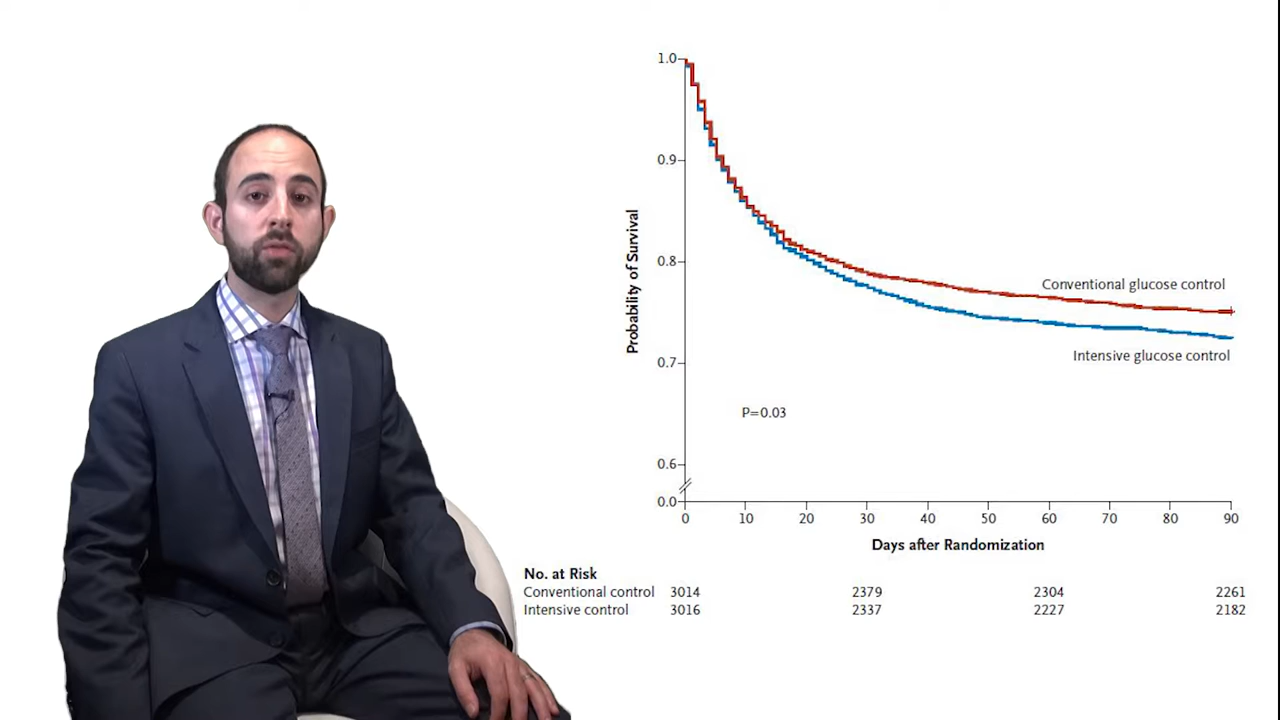 1.0
0.9
0.8
0.7
0.6
0.0
Probability of Survival
Conventional glucose control
Intensive glucose control
P=0.03
0 10 20 30 40 50 60 70 80 90
Days after Randomization
No. at Risk
Conventional control 3014 2379 2304 2261
Intensive control 3016 2337 2227 2182